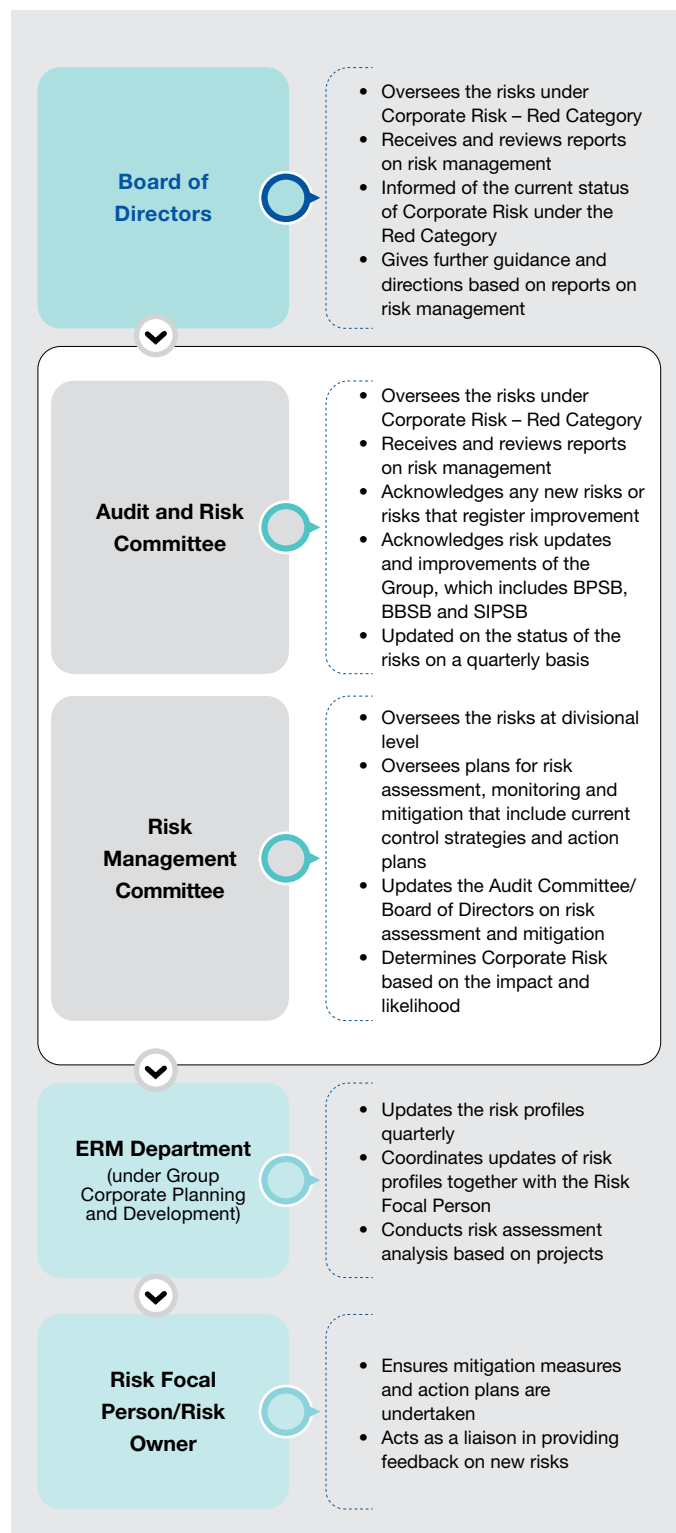 Board of
Directors
• Oversees the risks under
Corporate Risk – Red Category
• Receives and reviews reports
on risk management
• Informed of the current status
of Corporate Risk under the
Red Category
• Gives further guidance and
directions based on reports on
risk management
Audit and Risk
Committee
• Oversees the risks under
Corporate Risk – Red Category
• Receives and reviews reports
on risk management
• Acknowledges any new risks or
risks that register improvement
• Acknowledges risk updates
and improvements of the
Group, which includes BPSB,
BBSB and SIPSB
• Updated on the status of the
risks on a quarterly basis
Risk
Management
Committee
• Oversees the risks at divisional
level
• Oversees plans for risk
assessment, monitoring and
mitigation that include current
control strategies and action
plans
• Updates the Audit Committee/
Board of Directors on risk
assessment and mitigation
• Determines Corporate Risk
based on the impact and
likelihood
ERM Department
(under Group
Corporate Planning
and Development)
• Updates the risk profiles
quarterly
• Coordinates updates of risk
profiles together with the Risk
Focal Person
• Conducts risk assessment
analysis based on projects
Risk Focal
Person/Risk
Owner
• Ensures mitigation measures
and action plans are
undertaken
• Acts as a liaison in providing
feedback on new risks